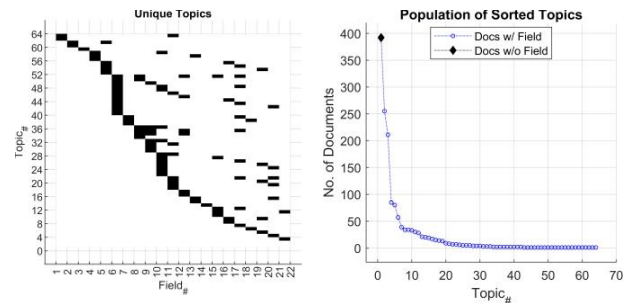 Unique Topics
64
60
56
52
48
44
40
36
32
28
24
20
16
12
8
4
0
Topic#
1 2 3 4 5 6 7 8 9 10 11 12 13 14 15 16 17 18 19 20 21 22
Field#
Population of Sorted Topics
Docs w/ Field
Docs w/o Field
400
350
300
250
200
150
100
50
0
No. of Documents
0 10 20 30 40 50 60 70
Topic#